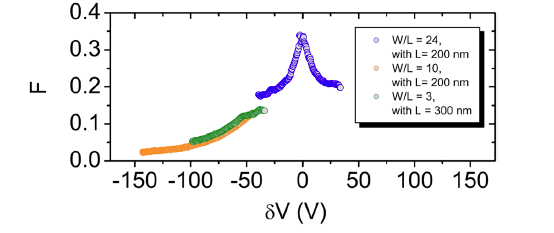 0.4
0.3
0.2
0.1
0.0
F
-150
-100
-50
0
50
100
150
δV (V)
W/L = 24,
with L= 200 nm
W/L = 10,
with L= 200 nm
W/L = 3,
with L = 300 nm